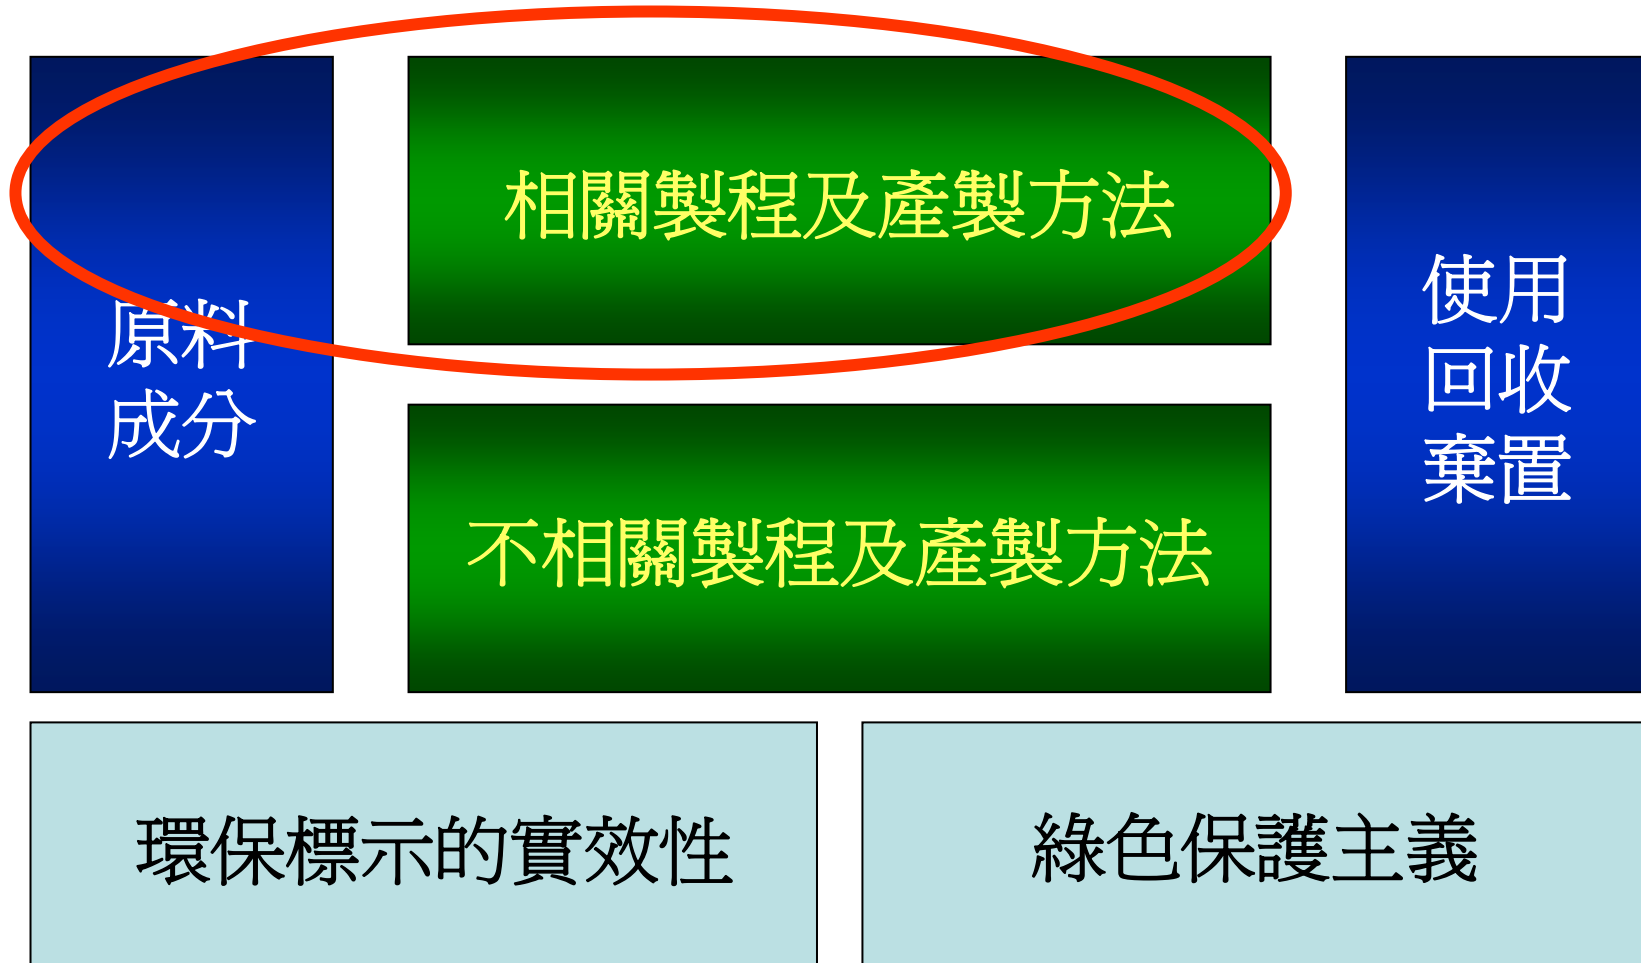 相關製程及產製方法
原料
成分
使用
回收
棄置
不相關製程及產製方法
環保標示的實效性
綠色保護主義